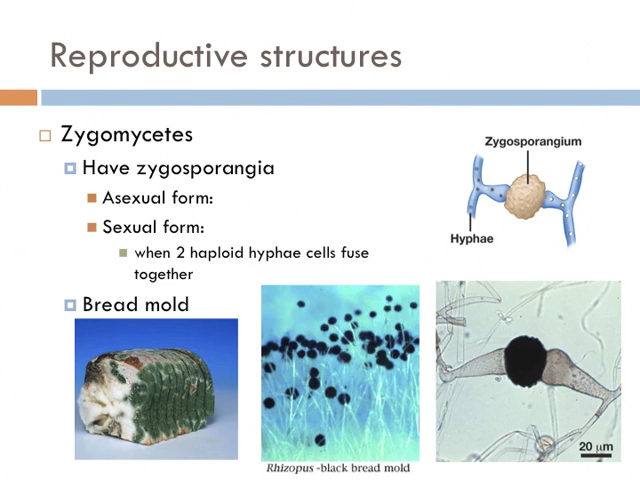 Reproductive structures
Zygomycetes
Have zygosporangia
Asexual form:
Sexual form:
when 2 haploid hyphae cells fuse
together
Bread mold
Zygosporangium
Hyphae
Rhizopus -black bread mold
20 µm